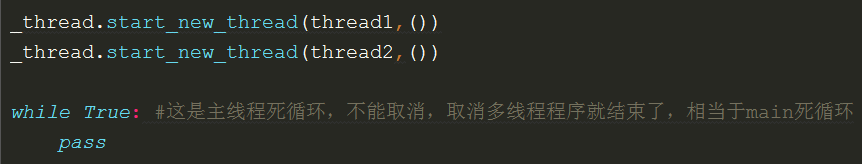 _thread.start_new_thread(thread1,())
_thread.start_new_thread(thread2,())
while True: #这是主线程死循环，不能取消，取消多线程程序就结束了，相当于main死循环
pass